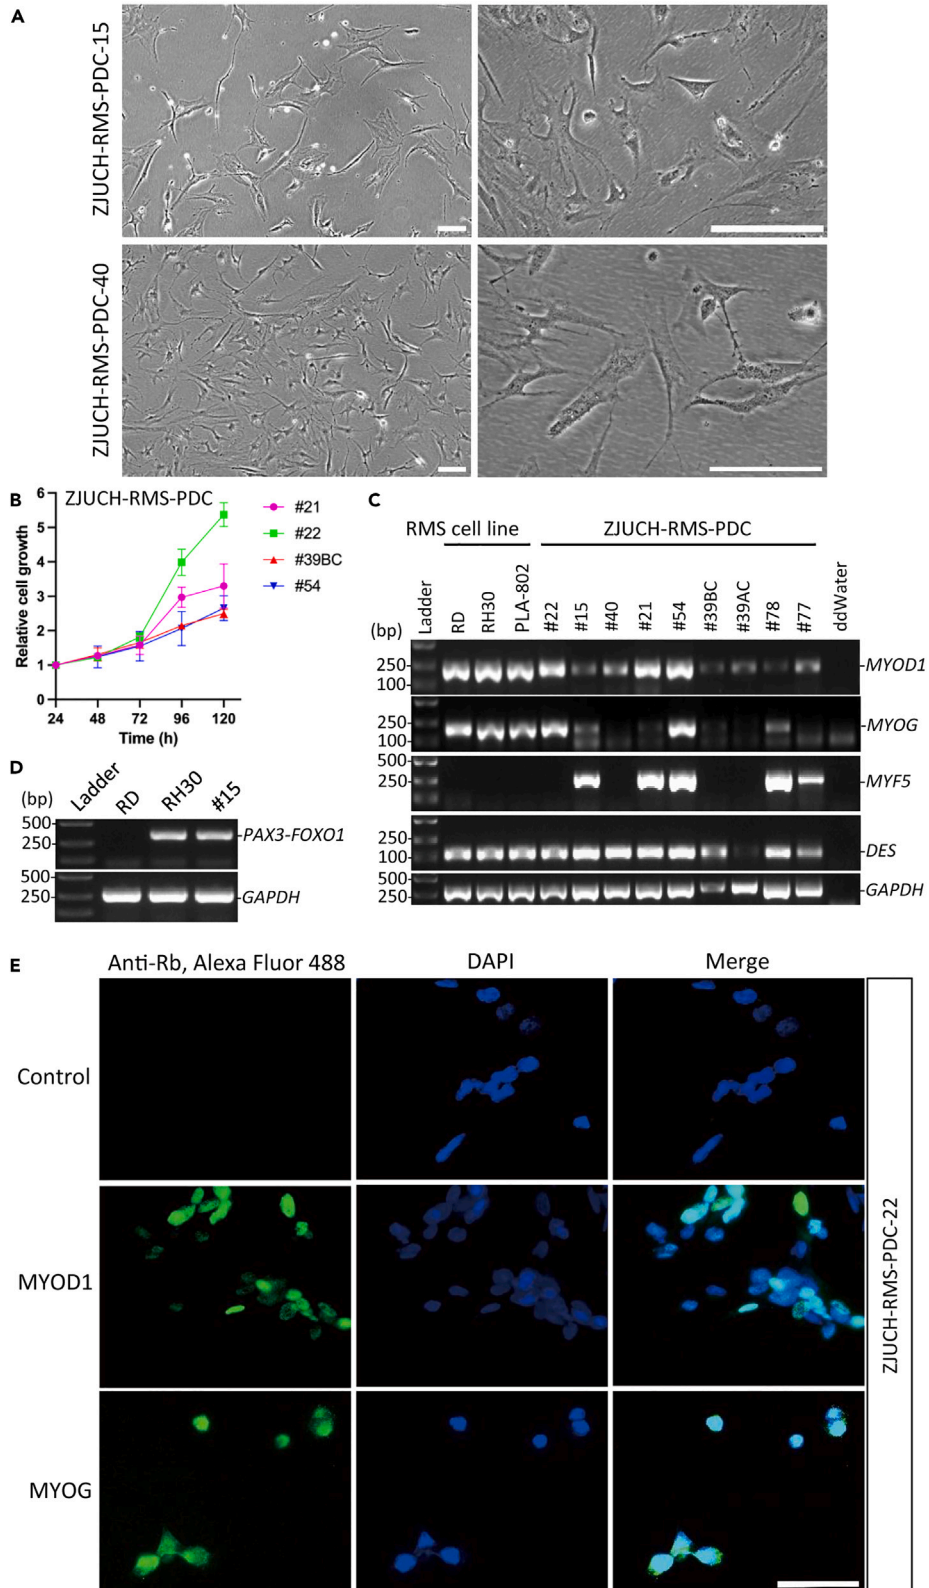 A
ZJUCH-RMS-PDC-15
ZJUCH-RMS-PDC-40
B
ZJUCH-RMS-PDC
Relative cell growth
6
5
4
3
2
1
0
24 48 72 96 120
Time (h)
#21
#22
#39BC
#54
C
RMS cell line
ZJUCH-RMS-PDC
(bp)
Ladder
RD
RH30
PLA-802
#22
#15
#40
#21
#54
#39BC
#39AC
#78
#77
ddWater
250
100
MYOD1
250
100
MYOG
500
250
MYF5
250
100
DES
500
250
GAPDH
D
(bp)
Ladder
RD
RH30
#15
500
250
PAX3-FOXO1
500
250
GAPDH
E
Anti-Rb, Alexa Fluor 488
DAPI
Merge
Control
MYOD1
MYOG
ZJUCH-RMS-PDC-22